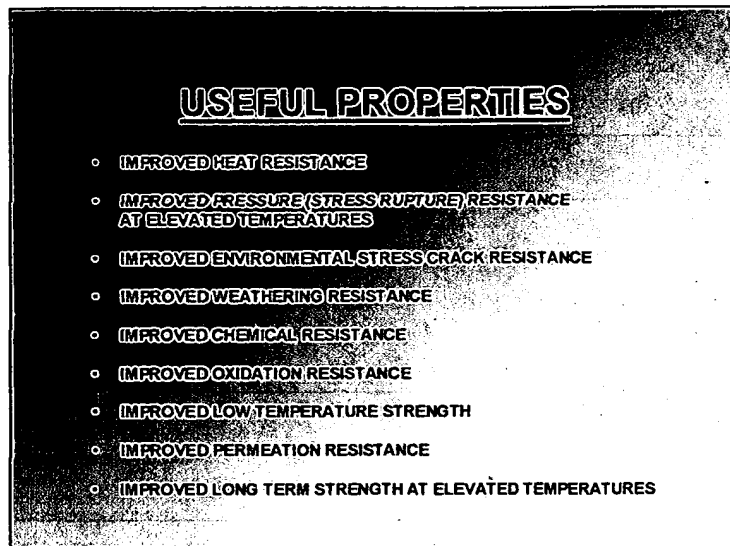 USEFUL PROPERTIES
IMPROVED HEAT RESISTANCE
IMPROVED PRESSURE (STRESS RUPTURE) RESISTANCE
AT ELEVATED TEMPERATURES
IMPROVED ENVIRONMENTAL STRESS CRACK RESISTANCE
IMPROVED WEATHERING RESISTANCE
IMPROVED CHEMICAL RESISTANCE
IMPROVED OXIDATION RESISTANCE
IMPROVED LOW TEMPERATURE STRENGTH
IMPROVED PERMEATION RESISTANCE
IMPROVED LONG TERM STRENGTH AT ELEVATED TEMPERATURES